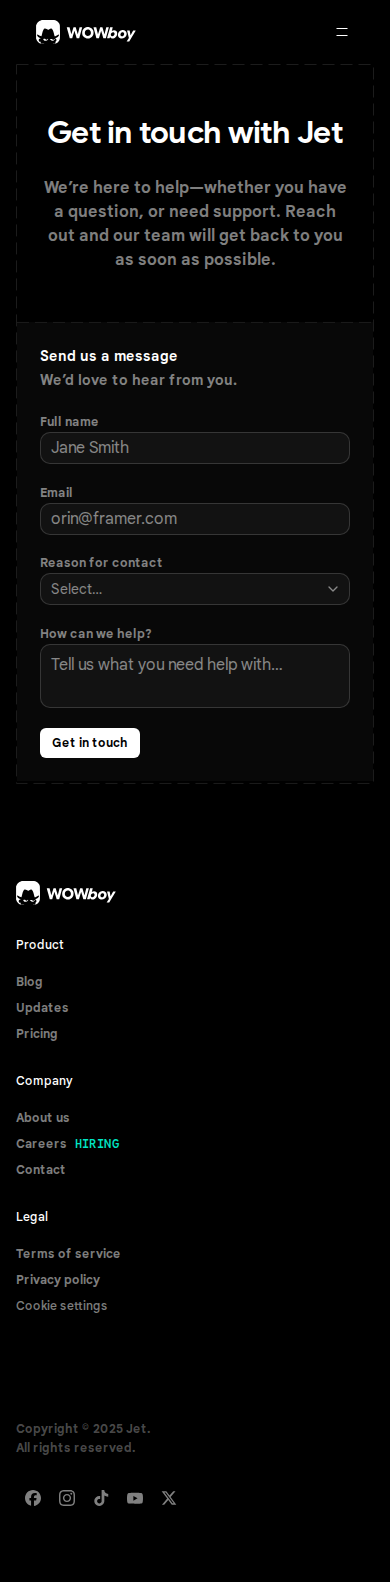 WOWboy
Get in touch with Jet
We’re here to help—whether you have
a question, or need support. Reach
out and our team will get back to you
as soon as possible.
Send us a message
We’d love to hear from you.
Full name
Jane Smith
Email
orin@framer.com
Reason for contact
Select...
How can we help?
Tell us what you need help with...
Get in touch
WOWboy
Product
Blog
Updates
Pricing
Company
About us
Careers HIRING
Contact
Legal
Terms of service
Privacy policy
Cookie settings
Copyright © 2025 Jet.
All rights reserved.